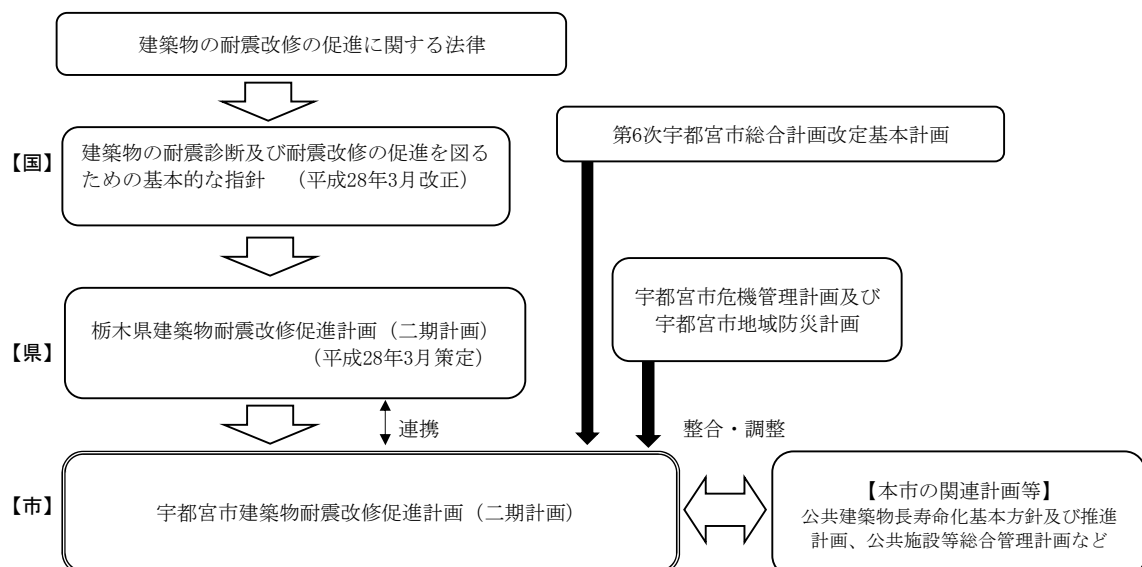 建築物の耐震改修の促進に関する法律
第6次宇都宮市総合計画改定基本計画
【国】
建築物の耐震診断及び耐震改修の促進を図る
ための基本的な指針　（平成28年3月改正）
宇都宮市危機管理計画及び
宇都宮市地域防災計画
【県】
栃木県建築物耐震改修促進計画（二期計画）
（平成28年3月策定）
連携
整合・調整
【市】
宇都宮市建築物耐震改修促進計画（二期計画）
【本市の関連計画等】
公共建築物長寿命化基本方針及び推進
計画、公共施設等総合管理計画など